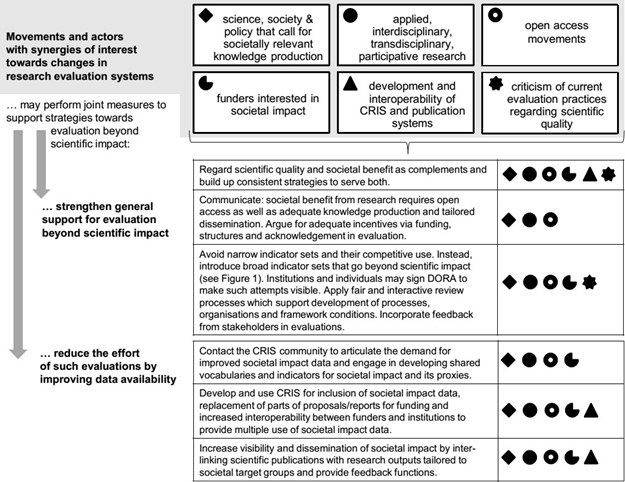 Movements and actors
with synergies of interest
towards changes in
research evaluation systems
science, society &
policy that call for
societally relevant
knowledge production
applied,
interdisciplinary,
transdisciplinary,
participative research
open access
movements
funders interested in
societal impact
development and
interoperability of
CRIS and publication
systems
criticism of current
evaluation practices
regarding scientific
quality
... may perform joint measures to
support strategies towards
evaluation beyond
scientific impact:
... strengthen general
support for evaluation
beyond scientific impact
Regard scientific quality and societal benefit as complements and
build up consistent strategies to serve both.
Communicate: societal benefit from research requires open
access as well as adequate knowledge production and tailored
dissemination. Argue for adequate incentives via funding,
structures and acknowledgement in evaluation.
Avoid narrow indicator sets and their competitive use. Instead,
introduce broad indicator sets that go beyond scientific impact
(see Figure 1). Institutions and individuals may sign DORA to
make such attempts visible. Apply fair and interactive review
processes which support development of processes,
organisations and framework conditions. Incorporate feedback
from stakeholders in evaluations.
... reduce the effort
of such evaluations by
improving data availability
Contact the CRIS community to articulate the demand for
improved societal impact data and engage in developing shared
vocabularies and indicators for societal impact and its proxies.
Develop and use CRIS for inclusion of societal impact data,
replacement of parts of proposals/reports for funding and
increased interoperability between funders and institutions to
provide multiple use of societal impact data.
Increase visibility and dissemination of societal impact by inter-
linking scientific publications with research outputs tailored to
societal target groups and provide feedback functions.